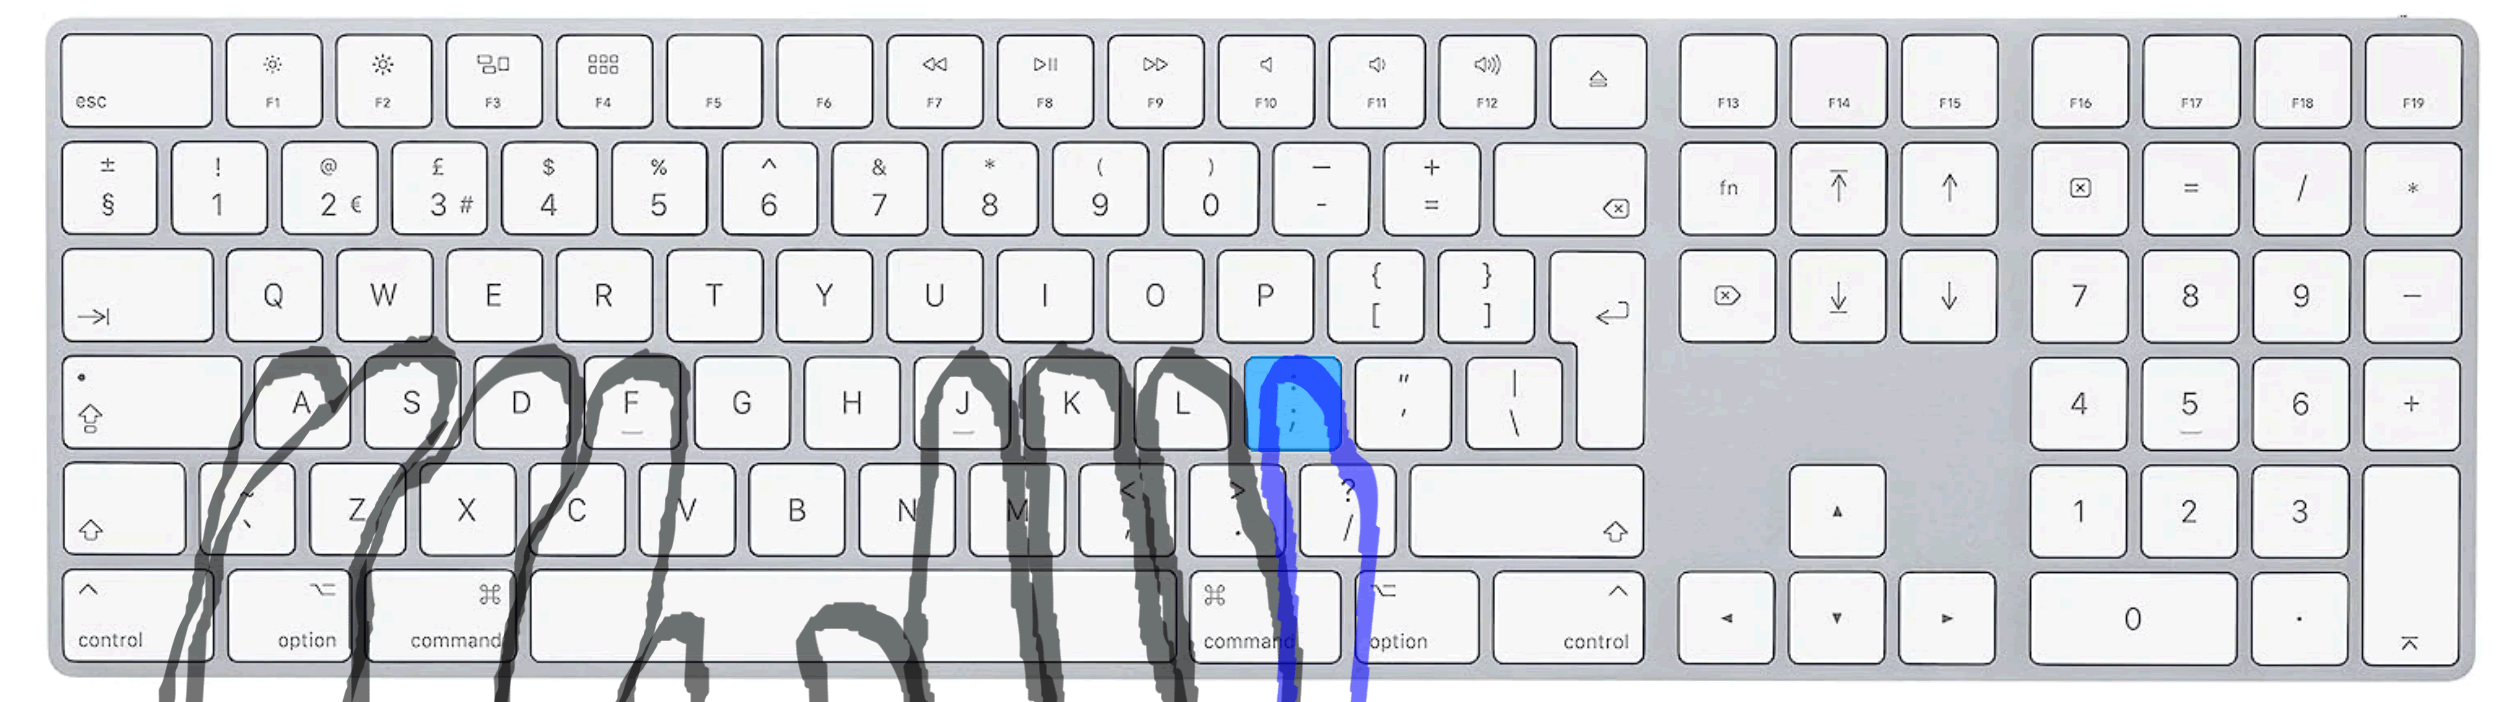 esc F1 F2 F3 F4 F5 F6 F7 F8 F9 F10 F11 F12 F13 F14 F15 F16 F17 F18 F19
± ! @ £ $ % ^ & * ( ) — +
§ 1 2 € 3 # 4 5 6 7 8 9 0 - = fn = / *
Q W E R T Y U I O P { [ } ] 7 8 9 —
A S D F G H J K L : ; " ' | \ 4 5 6 +
~ ` Z X C V B N M < , > . ? / 1 2 3
^ control option ⌘ command ⌘ command option ^ control 0 .